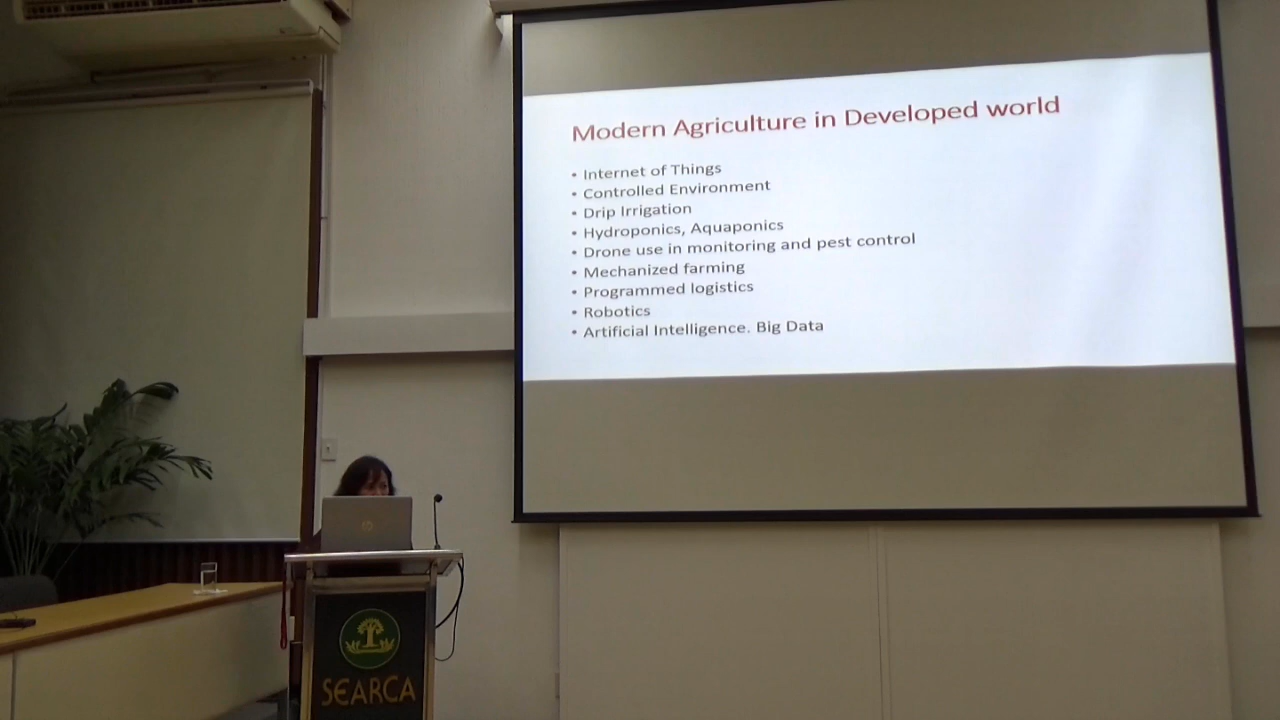 Modern Agriculture in Developed world
• Internet of Things
• Controlled Environment
• Drip Irrigation
• Hydroponics, Aquaponics
• Drone use in monitoring and pest control
• Mechanized farming
• Programmed logistics
• Robotics
• Artificial Intelligence. Big Data
SEARCA